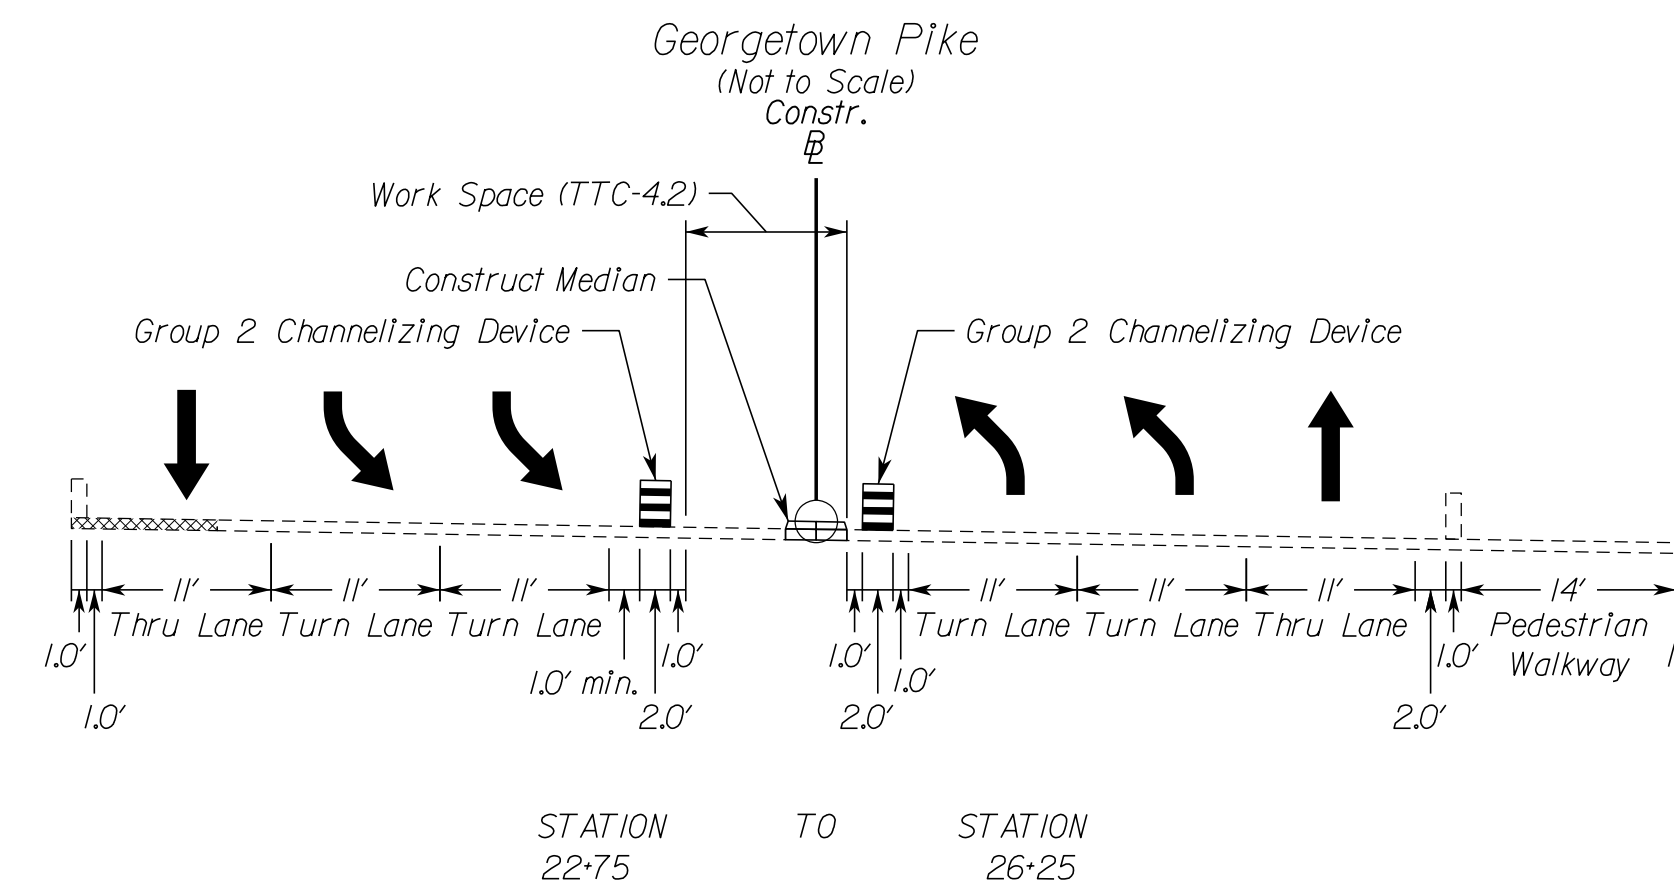 Georgetown Pike
(Not to Scale)
Constr.
BL
Work Space (TTC-4.2)
Construct Median
Group 2 Channelizing Device
Group 2 Channelizing Device
11' 11' 11' 11' 11' 11' 14'
Thru Lane Turn Lane Turn Lane Turn Lane Turn Lane Thru Lane Pedestrian
Walkway
1.0' 1.0' 1.0' 1.0'
1.0' min. 1.0'
1.0' 2.0' 2.0' 2.0'
STATION TO STATION
22+75 26+25